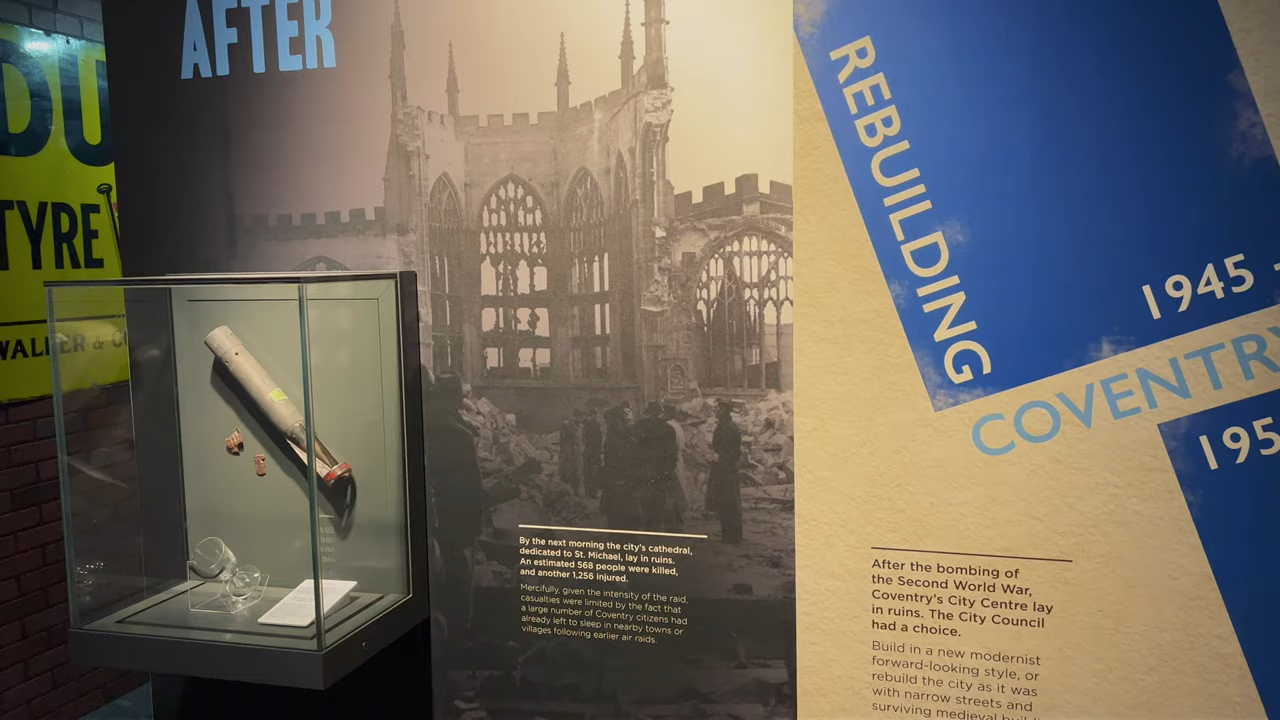 AFTER
DU
TYRE
WALKER & CO
By the next morning the city's cathedral,
dedicated to St. Michael, lay in ruins.
An estimated 568 people were killed,
and another 1,256 injured.
Mercifully, given the intensity of the raid,
casualties were limited by the fact that
a large number of Coventry citizens had
already left to sleep in nearby towns or
villages following earlier air raids.
REBUILDING
1945 -
COVENTRY
195
After the bombing of
the Second World War,
Coventry's City Centre lay
in ruins. The City Council
had a choice.
Build in a new modernist
forward-looking style, or
rebuild the city as it was
with narrow streets and
surviving medieval